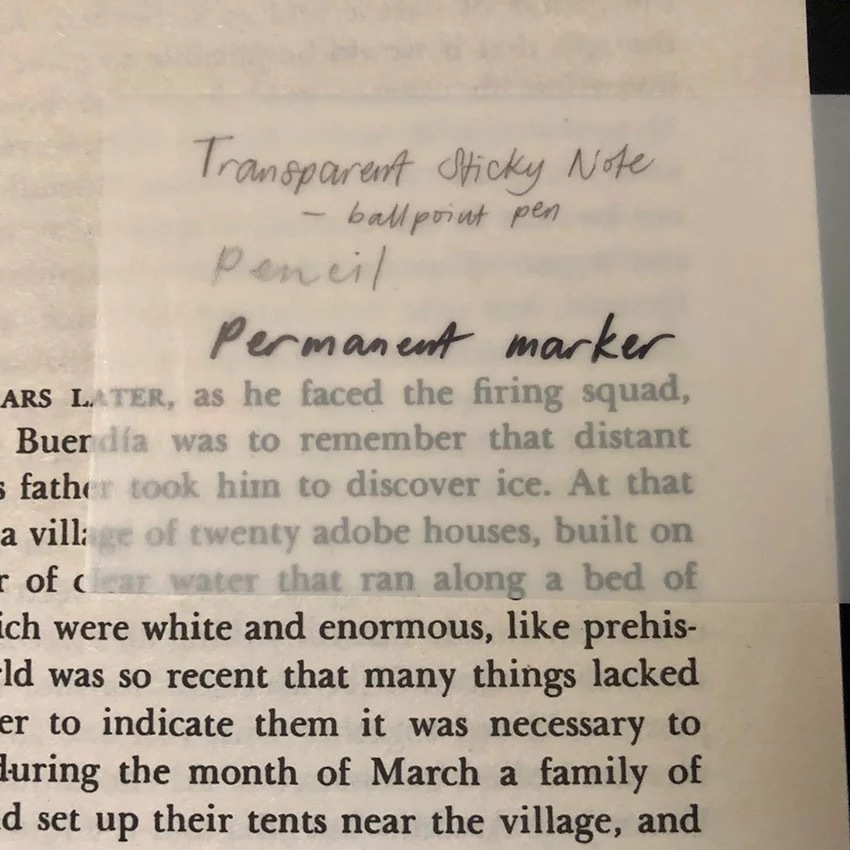 Transparent Sticky Note
- ballpoint pen
Pencil
Permanent marker
ARS LATER, as he faced the firing squad,
Buendía was to remember that distant
s father took him to discover ice. At that
a village of twenty adobe houses, built on
r of clear water that ran along a bed of
ich were white and enormous, like prehis-
rld was so recent that many things lacked
er to indicate them it was necessary to
during the month of March a family of
d set up their tents near the village, and